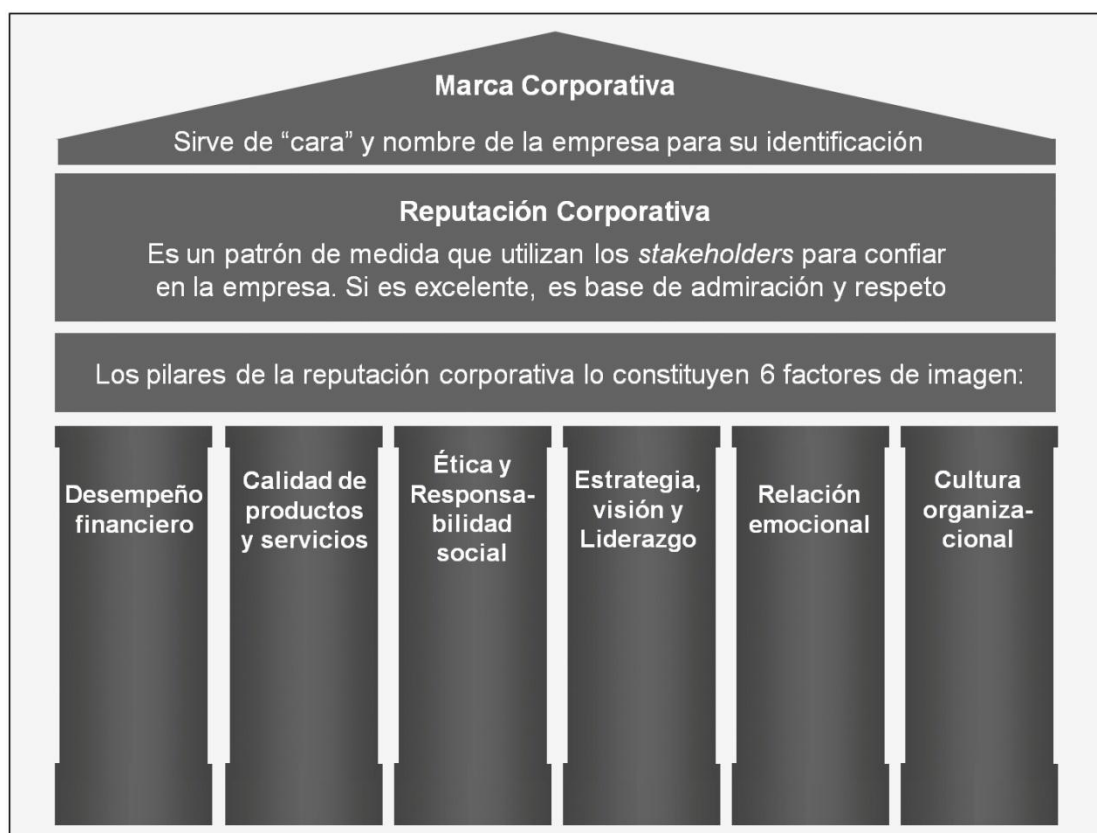 Marca Corporativa
Sirve de “cara” y nombre de la empresa para su identificación
Reputación Corporativa
Es un patrón de medida que utilizan los stakeholders para confiar
en la empresa. Si es excelente, es base de admiración y respeto
Los pilares de la reputación corporativa lo constituyen 6 factores de imagen:
Desempeño
financiero
Calidad de
productos
y servicios
Ética y
Responsa-
bilidad
social
Estrategia,
visión y
Liderazgo
Relación
emocional
Cultura
organiza-
cional